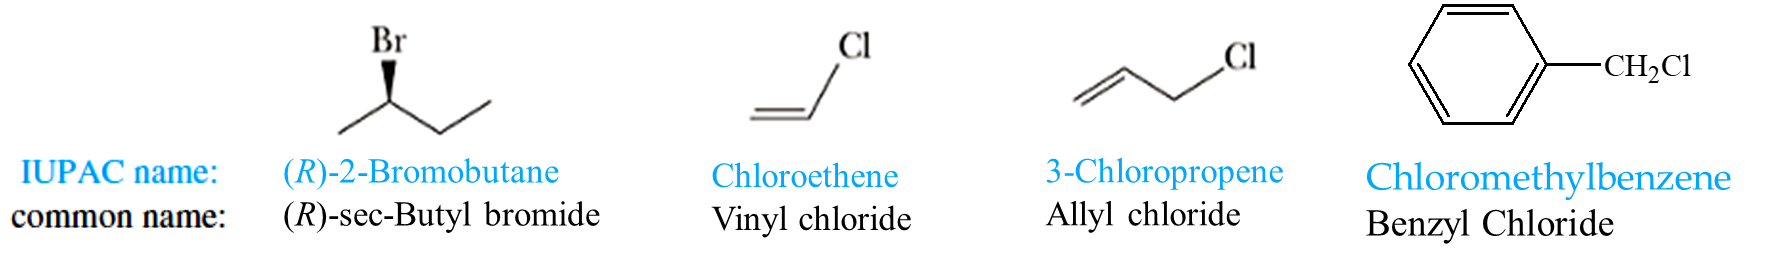 Br
Cl
Cl
CH₂Cl
IUPAC name: (R)-2-Bromobutane Chloroethene 3-Chloropropene Chloromethylbenzene
common name: (R)-sec-Butyl bromide Vinyl chloride Allyl chloride Benzyl Chloride